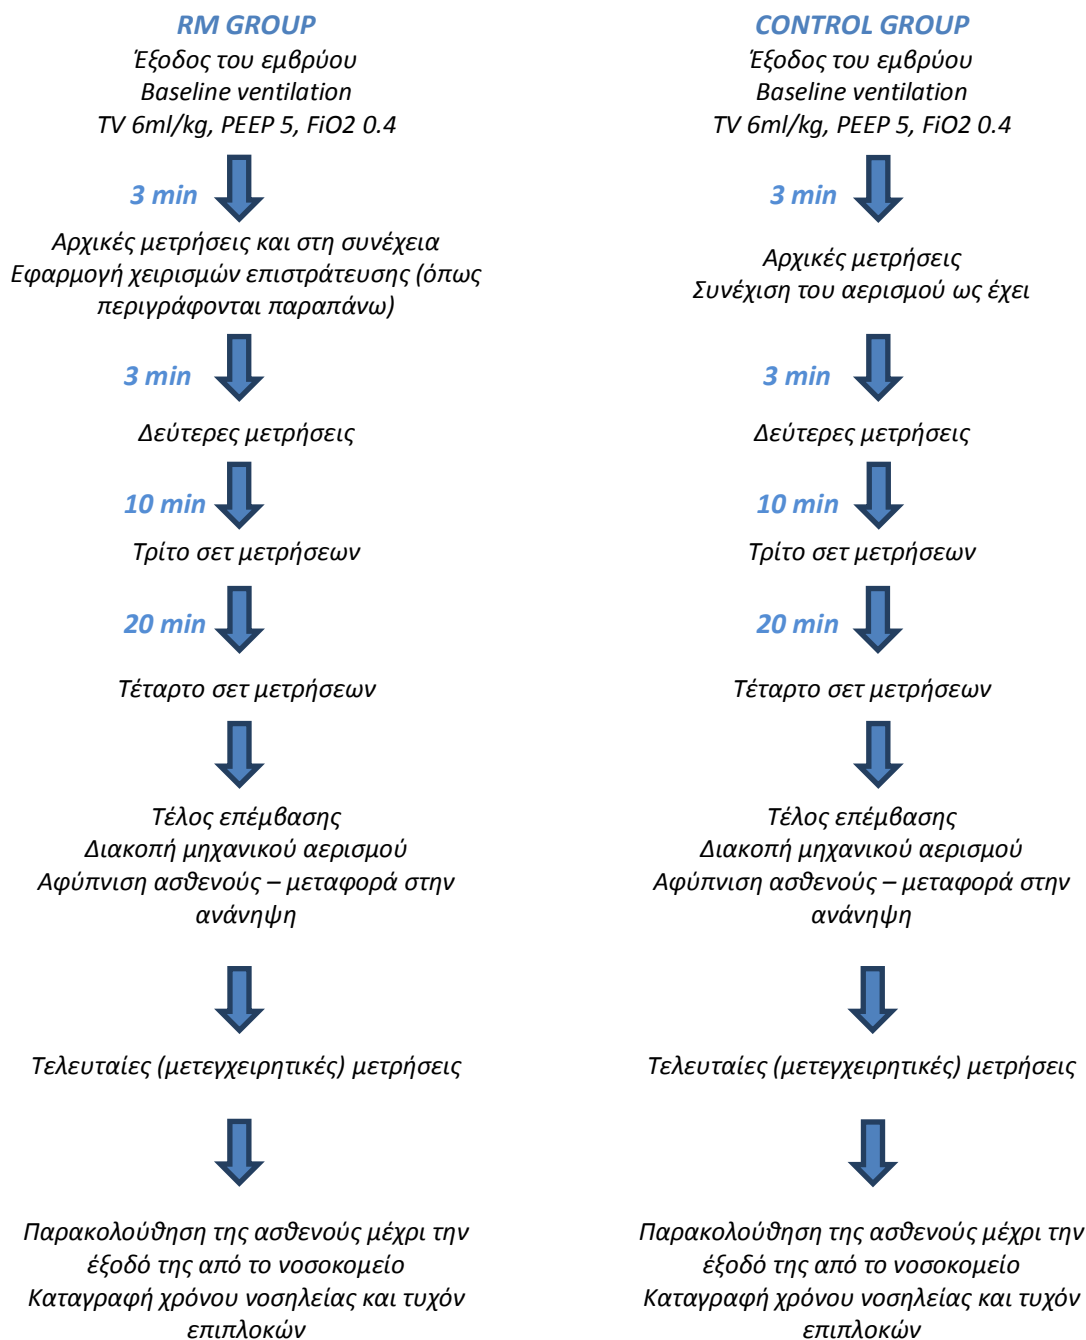 RM GROUP
Έξοδος του εμβρύου
Baseline ventilation
TV 6ml/kg, PEEP 5, FiO2 0.4
3 min
Αρχικές μετρήσεις και στη συνέχεια
Εφαρμογή χειρισμών επιστράτευσης (όπως
περιγράφονται παραπάνω)
3 min
Δεύτερες μετρήσεις
10 min
Τρίτο σετ μετρήσεων
20 min
Τέταρτο σετ μετρήσεων
Τέλος επέμβασης
Διακοπή μηχανικού αερισμού
Αφύπνιση ασθενούς – μεταφορά στην
ανάνηψη
Τελευταίες (μετεγχειρητικές) μετρήσεις
Παρακολούθηση της ασθενούς μέχρι την
έξοδό της από το νοσοκομείο
Καταγραφή χρόνου νοσηλείας και τυχόν
επιπλοκών
CONTROL GROUP
Έξοδος του εμβρύου
Baseline ventilation
TV 6ml/kg, PEEP 5, FiO2 0.4
3 min
Αρχικές μετρήσεις
Συνέχιση του αερισμού ως έχει
3 min
Δεύτερες μετρήσεις
10 min
Τρίτο σετ μετρήσεων
20 min
Τέταρτο σετ μετρήσεων
Τέλος επέμβασης
Διακοπή μηχανικού αερισμού
Αφύπνιση ασθενούς – μεταφορά στην
ανάνηψη
Τελευταίες (μετεγχειρητικές) μετρήσεις
Παρακολούθηση της ασθενούς μέχρι την
έξοδό της από το νοσοκομείο
Καταγραφή χρόνου νοσηλείας και τυχόν
επιπλοκών